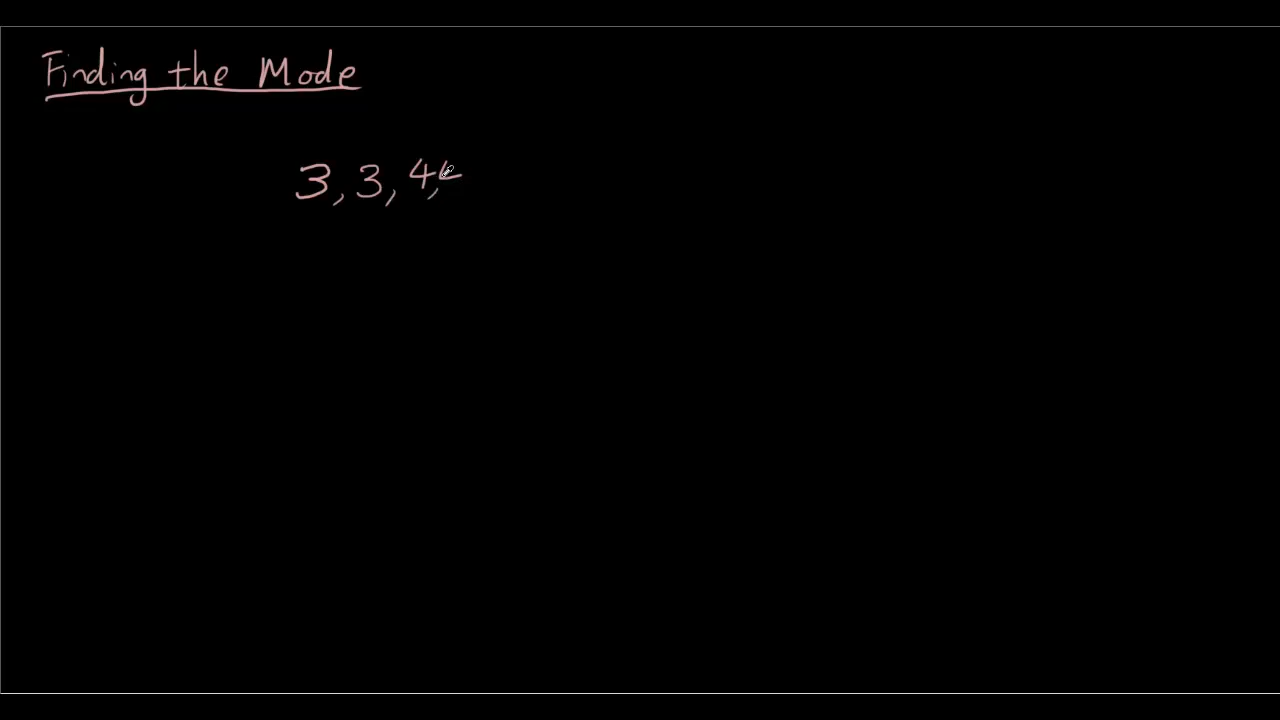 Finding the Mode
3, 3, 4,